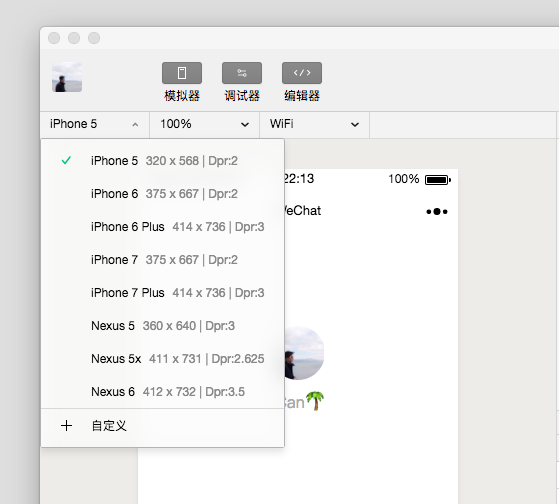 模拟器 调试器 编辑器
iPhone 5 100% WiFi
iPhone 5 320 x 568 | Dpr:2
iPhone 6 375 x 667 | Dpr:2
iPhone 6 Plus 414 x 736 | Dpr:3
iPhone 7 375 x 667 | Dpr:2
iPhone 7 Plus 414 x 736 | Dpr:3
Nexus 5 360 x 640 | Dpr:3
Nexus 5x 411 x 731 | Dpr:2.625
Nexus 6 412 x 732 | Dpr:3.5
自定义
22:13 100%
WeChat